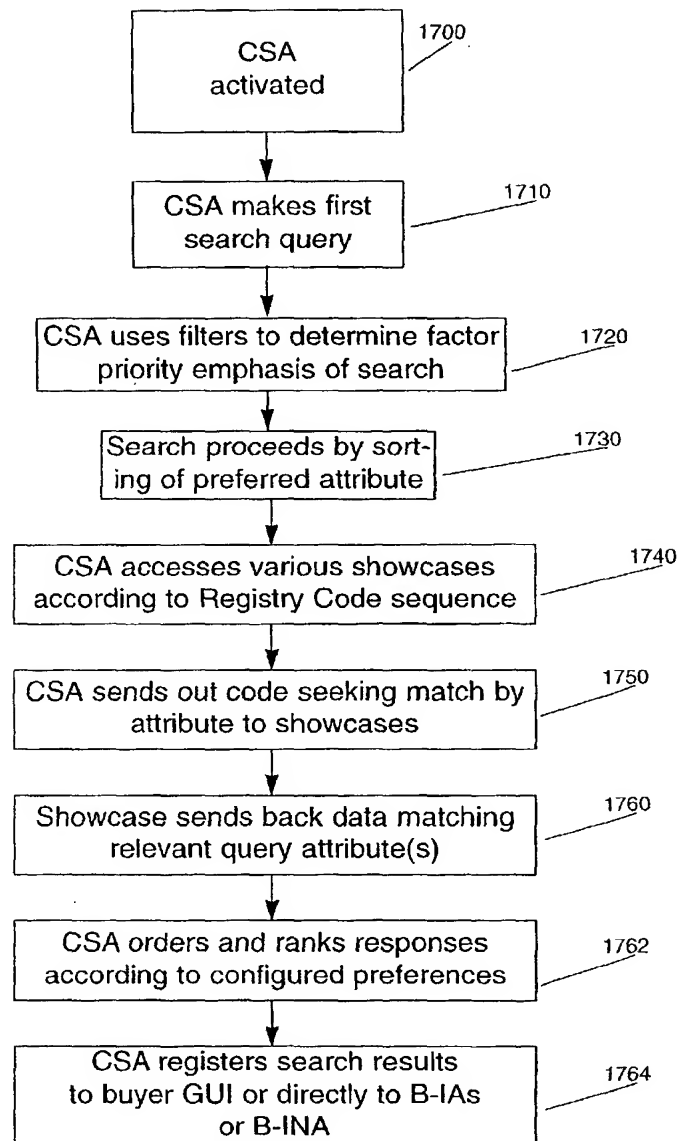 CSA
activated
1700
CSA makes first
search query
1710
CSA uses filters to determine factor
priority emphasis of search
1720
Search proceeds by sort-
ing of preferred attribute
1730
CSA accesses various showcases
according to Registry Code sequence
1740
CSA sends out code seeking match by
attribute to showcases
1750
Showcase sends back data matching
relevant query attribute(s)
1760
CSA orders and ranks responses
according to configured preferences
1762
CSA registers search results
to buyer GUI or directly to B-IAs
or B-INA
1764